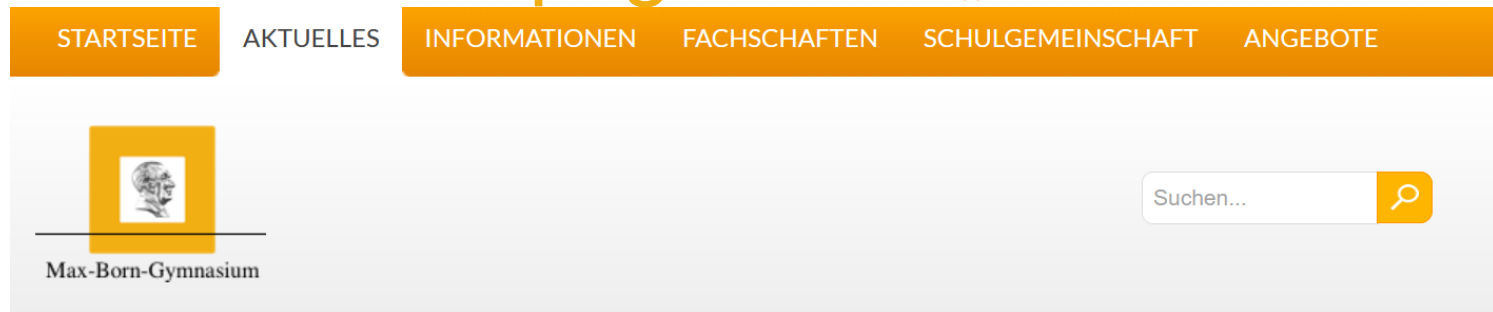 STARTSEITE AKTUELLES INFORMATIONEN FACHSCHAFTEN SCHULGEMEINSCHAFT ANGEBOTE
Suchen...
Max-Born-Gymnasium